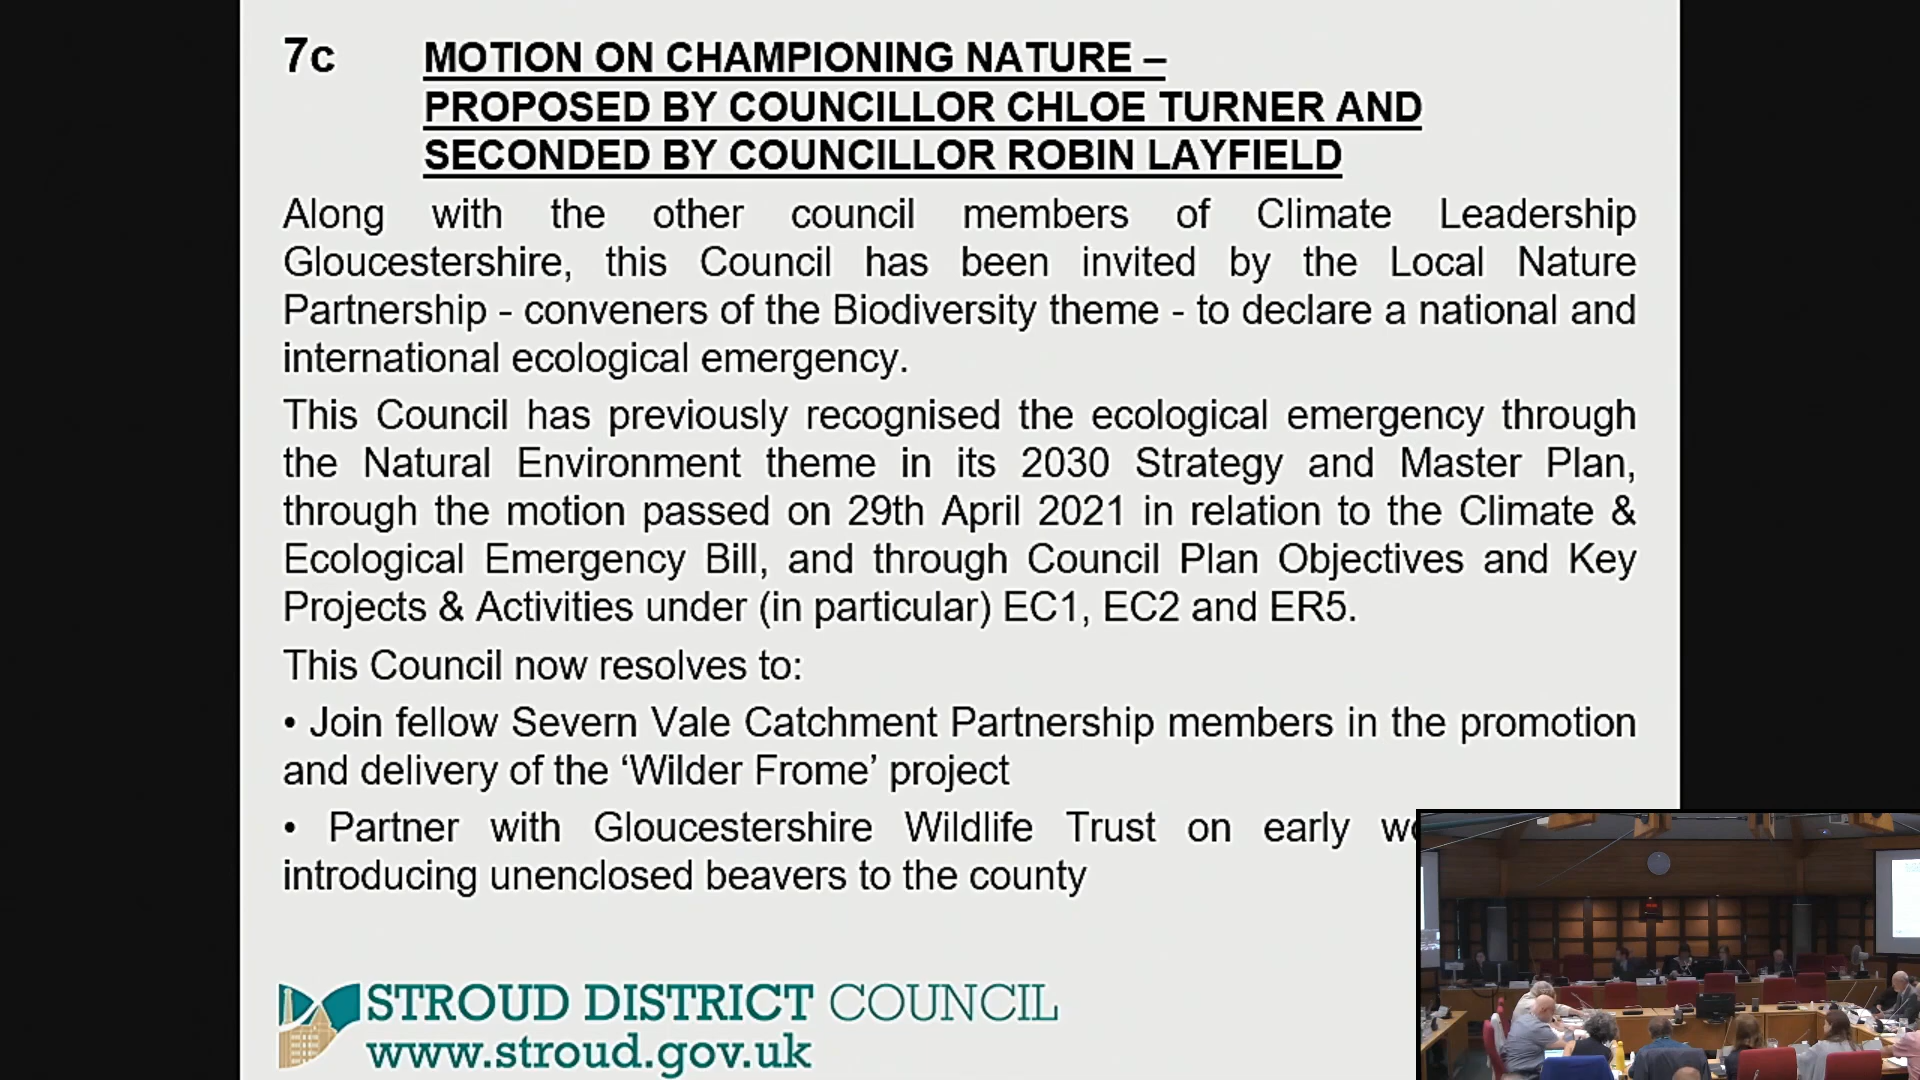 7c MOTION ON CHAMPIONING NATURE –
PROPOSED BY COUNCILLOR CHLOE TURNER AND
SECONDED BY COUNCILLOR ROBIN LAYFIELD
Along with the other council members of Climate Leadership
Gloucestershire, this Council has been invited by the Local Nature
Partnership - conveners of the Biodiversity theme - to declare a national and
international ecological emergency.
This Council has previously recognised the ecological emergency through
the Natural Environment theme in its 2030 Strategy and Master Plan,
through the motion passed on 29th April 2021 in relation to the Climate &
Ecological Emergency Bill, and through Council Plan Objectives and Key
Projects & Activities under (in particular) EC1, EC2 and ER5.
This Council now resolves to:
• Join fellow Severn Vale Catchment Partnership members in the promotion
and delivery of the ‘Wilder Frome’ project
• Partner with Gloucestershire Wildlife Trust on early
introducing unenclosed beavers to the county
STROUD DISTRICT COUNCIL
www.stroud.gov.uk